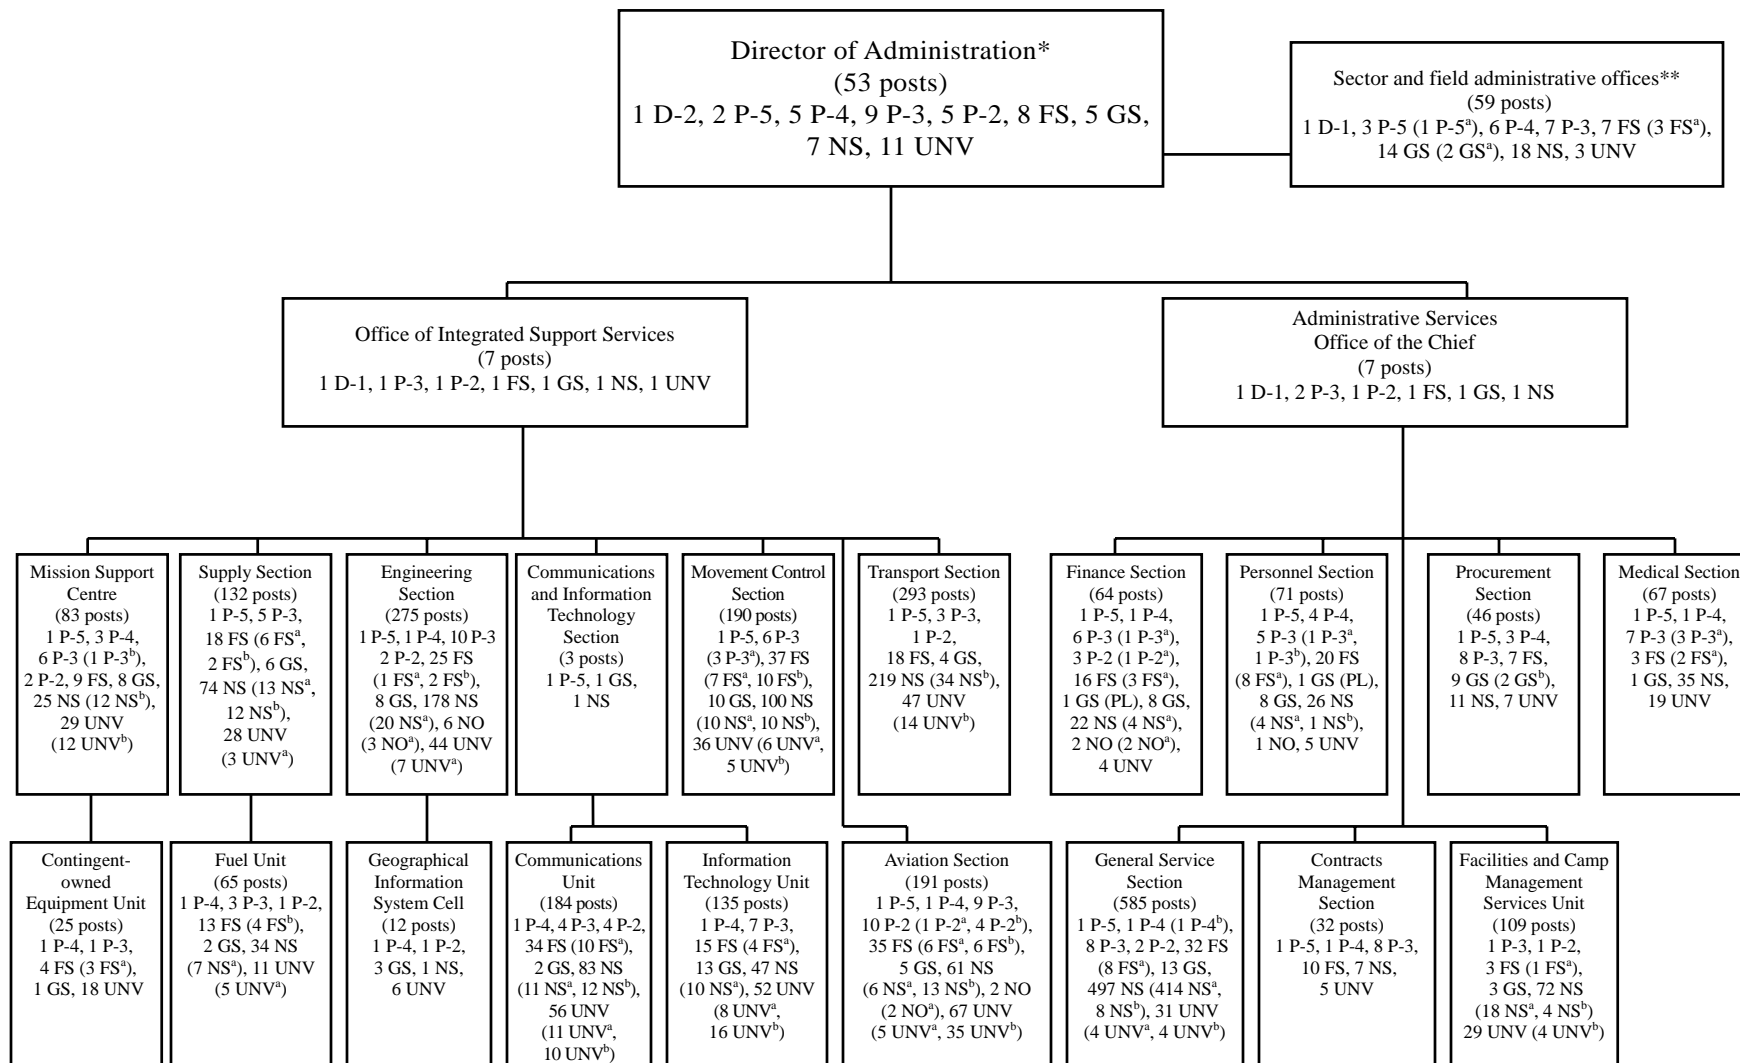 Director of Administration*
(53 posts)
1 D-2, 2 P-5, 5 P-4, 9 P-3, 5 P-2, 8 FS, 5 GS,
7 NS, 11 UNV
Sector and field administrative offices**
(59 posts)
1 D-1, 3 P-5 (1 P-5ᵃ), 6 P-4, 7 P-3, 7 FS (3 FSᵃ),
14 GS (2 GSᵃ), 18 NS, 3 UNV
Office of Integrated Support Services
(7 posts)
1 D-1, 1 P-3, 1 P-2, 1 FS, 1 GS, 1 NS, 1 UNV
Administrative Services
Office of the Chief
(7 posts)
1 D-1, 2 P-3, 1 P-2, 1 FS, 1 GS, 1 NS
Mission Support
Centre
(83 posts)
1 P-5, 3 P-4,
6 P-3 (1 P-3ᵇ),
2 P-2, 9 FS, 8 GS,
25 NS (12 NSᵇ),
29 UNV
(12 UNVᵇ)
Supply Section
(132 posts)
1 P-5, 5 P-3,
18 FS (6 FSᵃ,
2 FSᵇ), 6 GS,
74 NS (13 NSᵃ,
12 NSᵇ),
28 UNV
(3 UNVᵃ)
Engineering
Section
(275 posts)
1 P-5, 1 P-4, 10 P-3
2 P-2, 25 FS
(1 FSᵃ, 2 FSᵇ),
8 GS, 178 NS
(20 NSᵃ), 6 NO
(3 NOᵃ), 44 UNV
(7 UNVᵃ)
Communications
and Information
Technology
Section
(3 posts)
1 P-5, 1 GS,
1 NS
Movement Control
Section
(190 posts)
1 P-5, 6 P-3
(3 P-3ᵃ), 37 FS
(7 FSᵃ, 10 FSᵇ),
10 GS, 100 NS
(10 NSᵃ, 10 NSᵇ),
36 UNV (6 UNVᵃ,
5 UNVᵇ)
Transport Section
(293 posts)
1 P-5, 3 P-3,
1 P-2,
18 FS, 4 GS,
219 NS (34 NSᵇ),
47 UNV
(14 UNVᵇ)
Finance Section
(64 posts)
1 P-5, 1 P-4,
6 P-3 (1 P-3ᵃ),
3 P-2 (1 P-2ᵃ),
16 FS (3 FSᵃ),
1 GS (PL), 8 GS,
22 NS (4 NSᵃ),
2 NO (2 NOᵃ),
4 UNV
Personnel Section
(71 posts)
1 P-5, 4 P-4,
5 P-3 (1 P-3ᵃ,
1 P-3ᵇ), 20 FS
(8 FSᵃ), 1 GS (PL),
8 GS, 26 NS
(4 NSᵃ, 1 NSᵇ),
1 NO, 5 UNV
Procurement
Section
(46 posts)
1 P-5, 3 P-4,
8 P-3, 7 FS,
9 GS (2 GSᵇ),
11 NS, 7 UNV
Medical Section
(67 posts)
1 P-5, 1 P-4,
7 P-3 (3 P-3ᵃ),
3 FS (2 FSᵃ),
1 GS, 35 NS,
19 UNV
Contingent-
owned
Equipment Unit
(25 posts)
1 P-4, 1 P-3,
4 FS (3 FSᵃ),
1 GS, 18 UNV
Fuel Unit
(65 posts)
1 P-4, 3 P-3, 1 P-2,
13 FS (4 FSᵇ),
2 GS, 34 NS
(7 NSᵃ), 11 UNV
(5 UNVᵃ)
Geographical
Information
System Cell
(12 posts)
1 P-4, 1 P-2,
3 GS, 1 NS,
6 UNV
Communications
Unit
(184 posts)
1 P-4, 4 P-3, 4 P-2,
34 FS (10 FSᵃ),
2 GS, 83 NS
(11 NSᵃ, 12 NSᵇ),
56 UNV
(11 UNVᵃ,
10 UNVᵇ)
Information
Technology Unit
(135 posts)
1 P-4, 7 P-3,
15 FS (4 FSᵃ),
13 GS, 47 NS
(10 NSᵃ), 52 UNV
(8 UNVᵃ,
16 UNVᵇ)
Aviation Section
(191 posts)
1 P-5, 1 P-4, 9 P-3,
10 P-2 (1 P-2ᵃ, 4 P-2ᵇ),
35 FS (6 FSᵃ, 6 FSᵇ),
5 GS, 61 NS
(6 NSᵃ, 13 NSᵇ), 2 NO
(2 NOᵃ), 67 UNV
(5 UNVᵃ, 35 UNVᵇ)
General Service
Section
(585 posts)
1 P-5, 1 P-4 (1 P-4ᵇ),
8 P-3, 2 P-2, 32 FS
(8 FSᵃ), 13 GS,
497 NS (414 NSᵃ,
8 NSᵇ), 31 UNV
(4 UNVᵃ, 4 UNVᵇ)
Contracts
Management
Section
(32 posts)
1 P-5, 1 P-4, 8 P-3,
10 FS, 7 NS,
5 UNV
Facilities and Camp
Management
Services Unit
(109 posts)
1 P-3, 1 P-2,
3 FS (1 FSᵃ),
3 GS, 72 NS
(18 NSᵃ, 4 NSᵇ)
29 UNV (4 UNVᵇ)